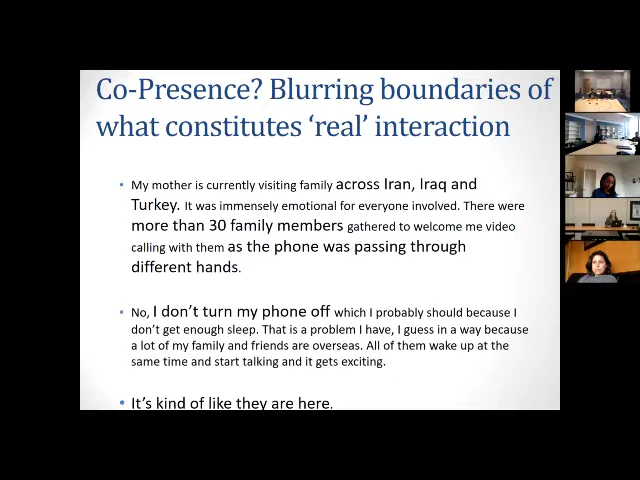 Co-Presence? Blurring boundaries of
what constitutes ‘real’ interaction
• My mother is currently visiting family across Iran, Iraq and
Turkey. It was immensely emotional for everyone involved. There were
more than 30 family members gathered to welcome me video
calling with them as the phone was passing through
different hands.
• No, I don’t turn my phone off which I probably should because I
don’t get enough sleep. That is a problem I have, I guess in a way because
a lot of my family and friends are overseas. All of them wake up at the
same time and start talking and it gets exciting.
• It’s kind of like they are here.